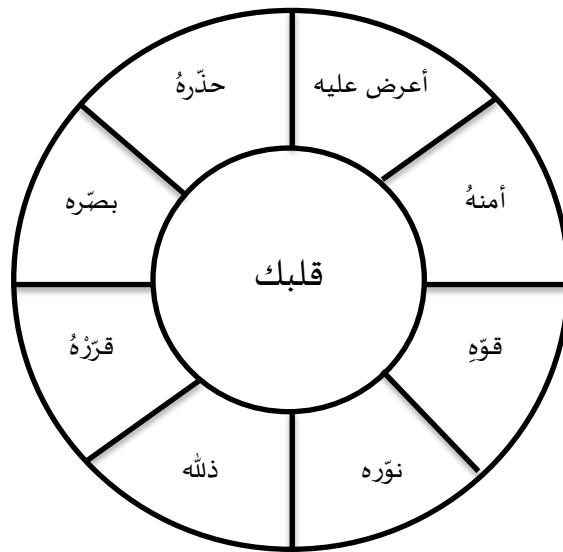 حذّرهُ
أعرض عليه
بصّره
أمنهُ
قلبك
قرّرْهُ
قوّهِ
ذلله
نوّره